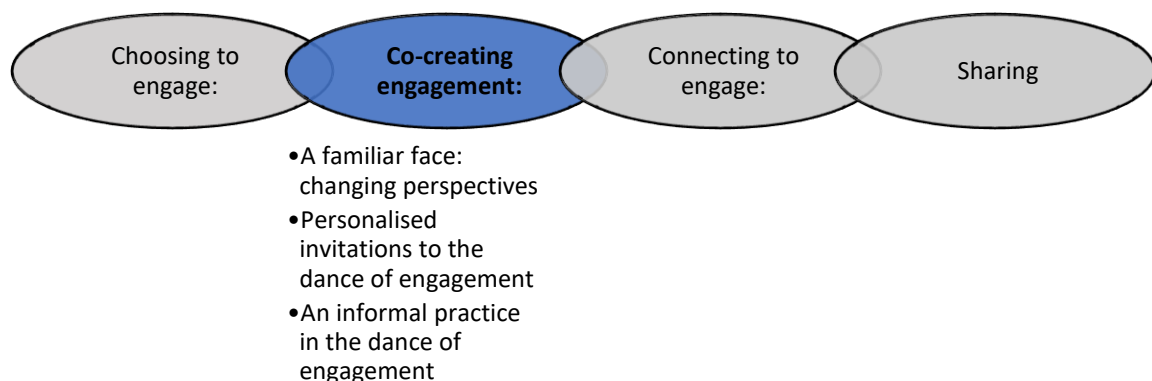 Choosing to
engage:
Co-creating
engagement:
Connecting to
engage:
Sharing
•A familiar face:
changing perspectives
•Personalised
invitations to the
dance of engagement
•An informal practice
in the dance of
engagement